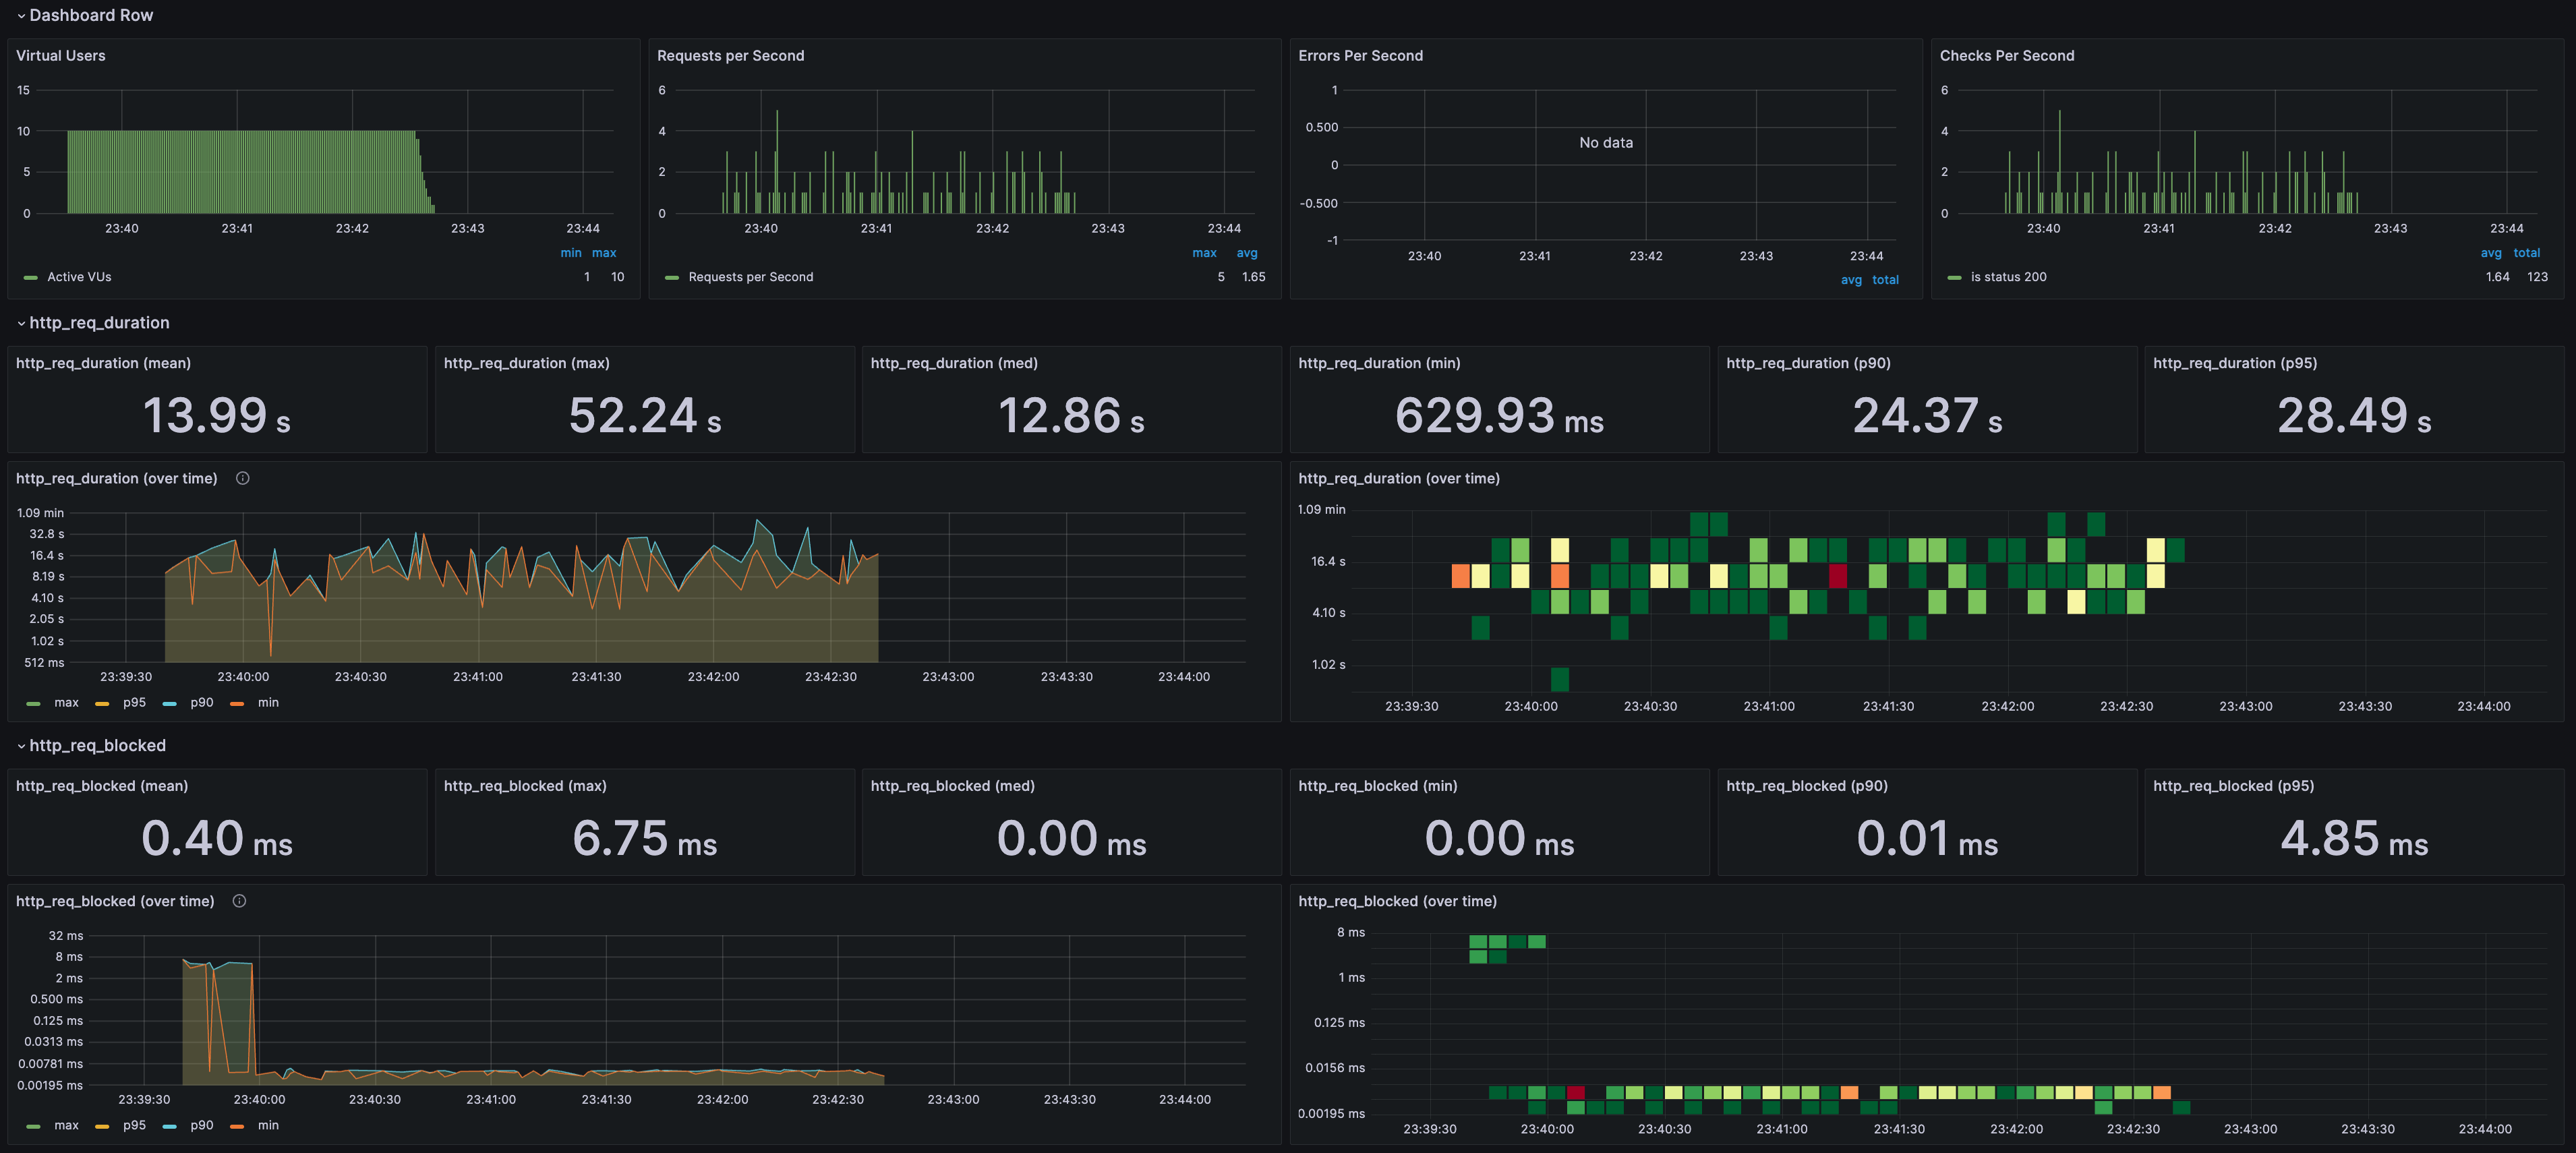 Dashboard Row
Virtual Users
15
10
5
0
23:40 23:41 23:42 23:43 23:44
min max
Active VUs 1 10
Requests per Second
6
4
2
0
23:40 23:41 23:42 23:43 23:44
max avg
Requests per Second 5 1.65
Errors Per Second
1
0.500
0
-0.500
-1
No data
23:40 23:41 23:42 23:43 23:44
avg total
Checks Per Second
6
4
2
0
23:40 23:41 23:42 23:43 23:44
avg total
is status 200 1.64 123
http_req_duration
http_req_duration (mean)
13.99 s
http_req_duration (max)
52.24 s
http_req_duration (med)
12.86 s
http_req_duration (min)
629.93 ms
http_req_duration (p90)
24.37 s
http_req_duration (p95)
28.49 s
http_req_duration (over time)
1.09 min
32.8 s
16.4 s
8.19 s
4.10 s
2.05 s
1.02 s
512 ms
23:39:30 23:40:00 23:40:30 23:41:00 23:41:30 23:42:00 23:42:30 23:43:00 23:43:30 23:44:00
max p95 p90 min
http_req_duration (over time)
1.09 min
16.4 s
4.10 s
1.02 s
23:39:30 23:40:00 23:40:30 23:41:00 23:41:30 23:42:00 23:42:30 23:43:00 23:43:30 23:44:00
http_req_blocked
http_req_blocked (mean)
0.40 ms
http_req_blocked (max)
6.75 ms
http_req_blocked (med)
0.00 ms
http_req_blocked (min)
0.00 ms
http_req_blocked (p90)
0.01 ms
http_req_blocked (p95)
4.85 ms
http_req_blocked (over time)
32 ms
8 ms
2 ms
0.500 ms
0.125 ms
0.0313 ms
0.00781 ms
0.00195 ms
23:39:30 23:40:00 23:40:30 23:41:00 23:41:30 23:42:00 23:42:30 23:43:00 23:43:30 23:44:00
max p95 p90 min
http_req_blocked (over time)
8 ms
1 ms
0.125 ms
0.0156 ms
0.00195 ms
23:39:30 23:40:00 23:40:30 23:41:00 23:41:30 23:42:00 23:42:30 23:43:00 23:43:30 23:44:00